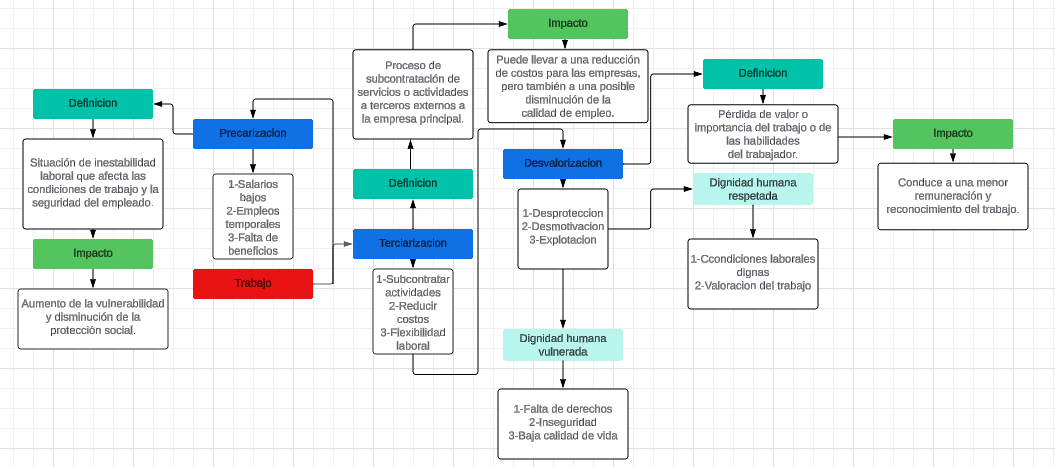 Impacto
Puede llevar a una reducción
de costos para las empresas,
pero también a una posible
disminución de la
calidad de empleo.
Proceso de
subcontratación de
servicios o actividades
a terceros externos a
la empresa principal.
Definicion
Pérdida de valor o
importancia del trabajo o de
las habilidades
del trabajador.
Impacto
Conduce a una menor
remuneración y
reconocimiento del trabajo.
Definicion
Situación de inestabilidad
laboral que afecta las
condiciones de trabajo y la
seguridad del empleado.
Impacto
Aumento de la vulnerabilidad
y disminución de la
protección social.
Precarizacion
1-Salarios
bajos
2-Empleos
temporales
3-Falta de
beneficios
Trabajo
Definicion
Terciarizacion
1-Subcontratar
actividades
2-Reducir
costos
3-Flexibilidad
laboral
Desvalorizacion
1-Desproteccion
2-Desmotivacion
3-Explotacion
Dignidad humana
respetada
1-Ccondiciones laborales
dignas
2-Valoracion del trabajo
Dignidad humana
vulnerada
1-Falta de derechos
2-Inseguridad
3-Baja calidad de vida